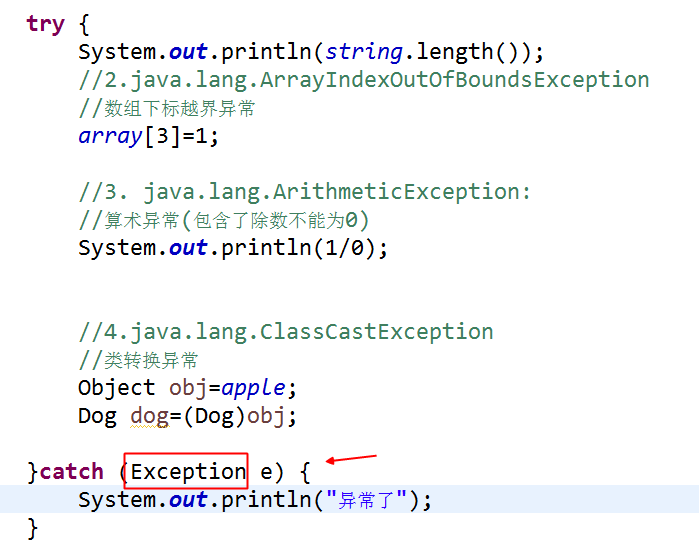 try {
System.out.println(string.length());
//2.java.lang.ArrayIndexOutOfBoundsException
//数组下标越界异常
array[3]=1;
//3. java.lang.ArithmeticException:
//算术异常(包含了除数不能为0)
System.out.println(1/0);
//4.java.lang.ClassCastException
//类转换异常
Object obj=apple;
Dog dog=(Dog)obj;
}catch (Exception e) {
System.out.println("异常了");
}